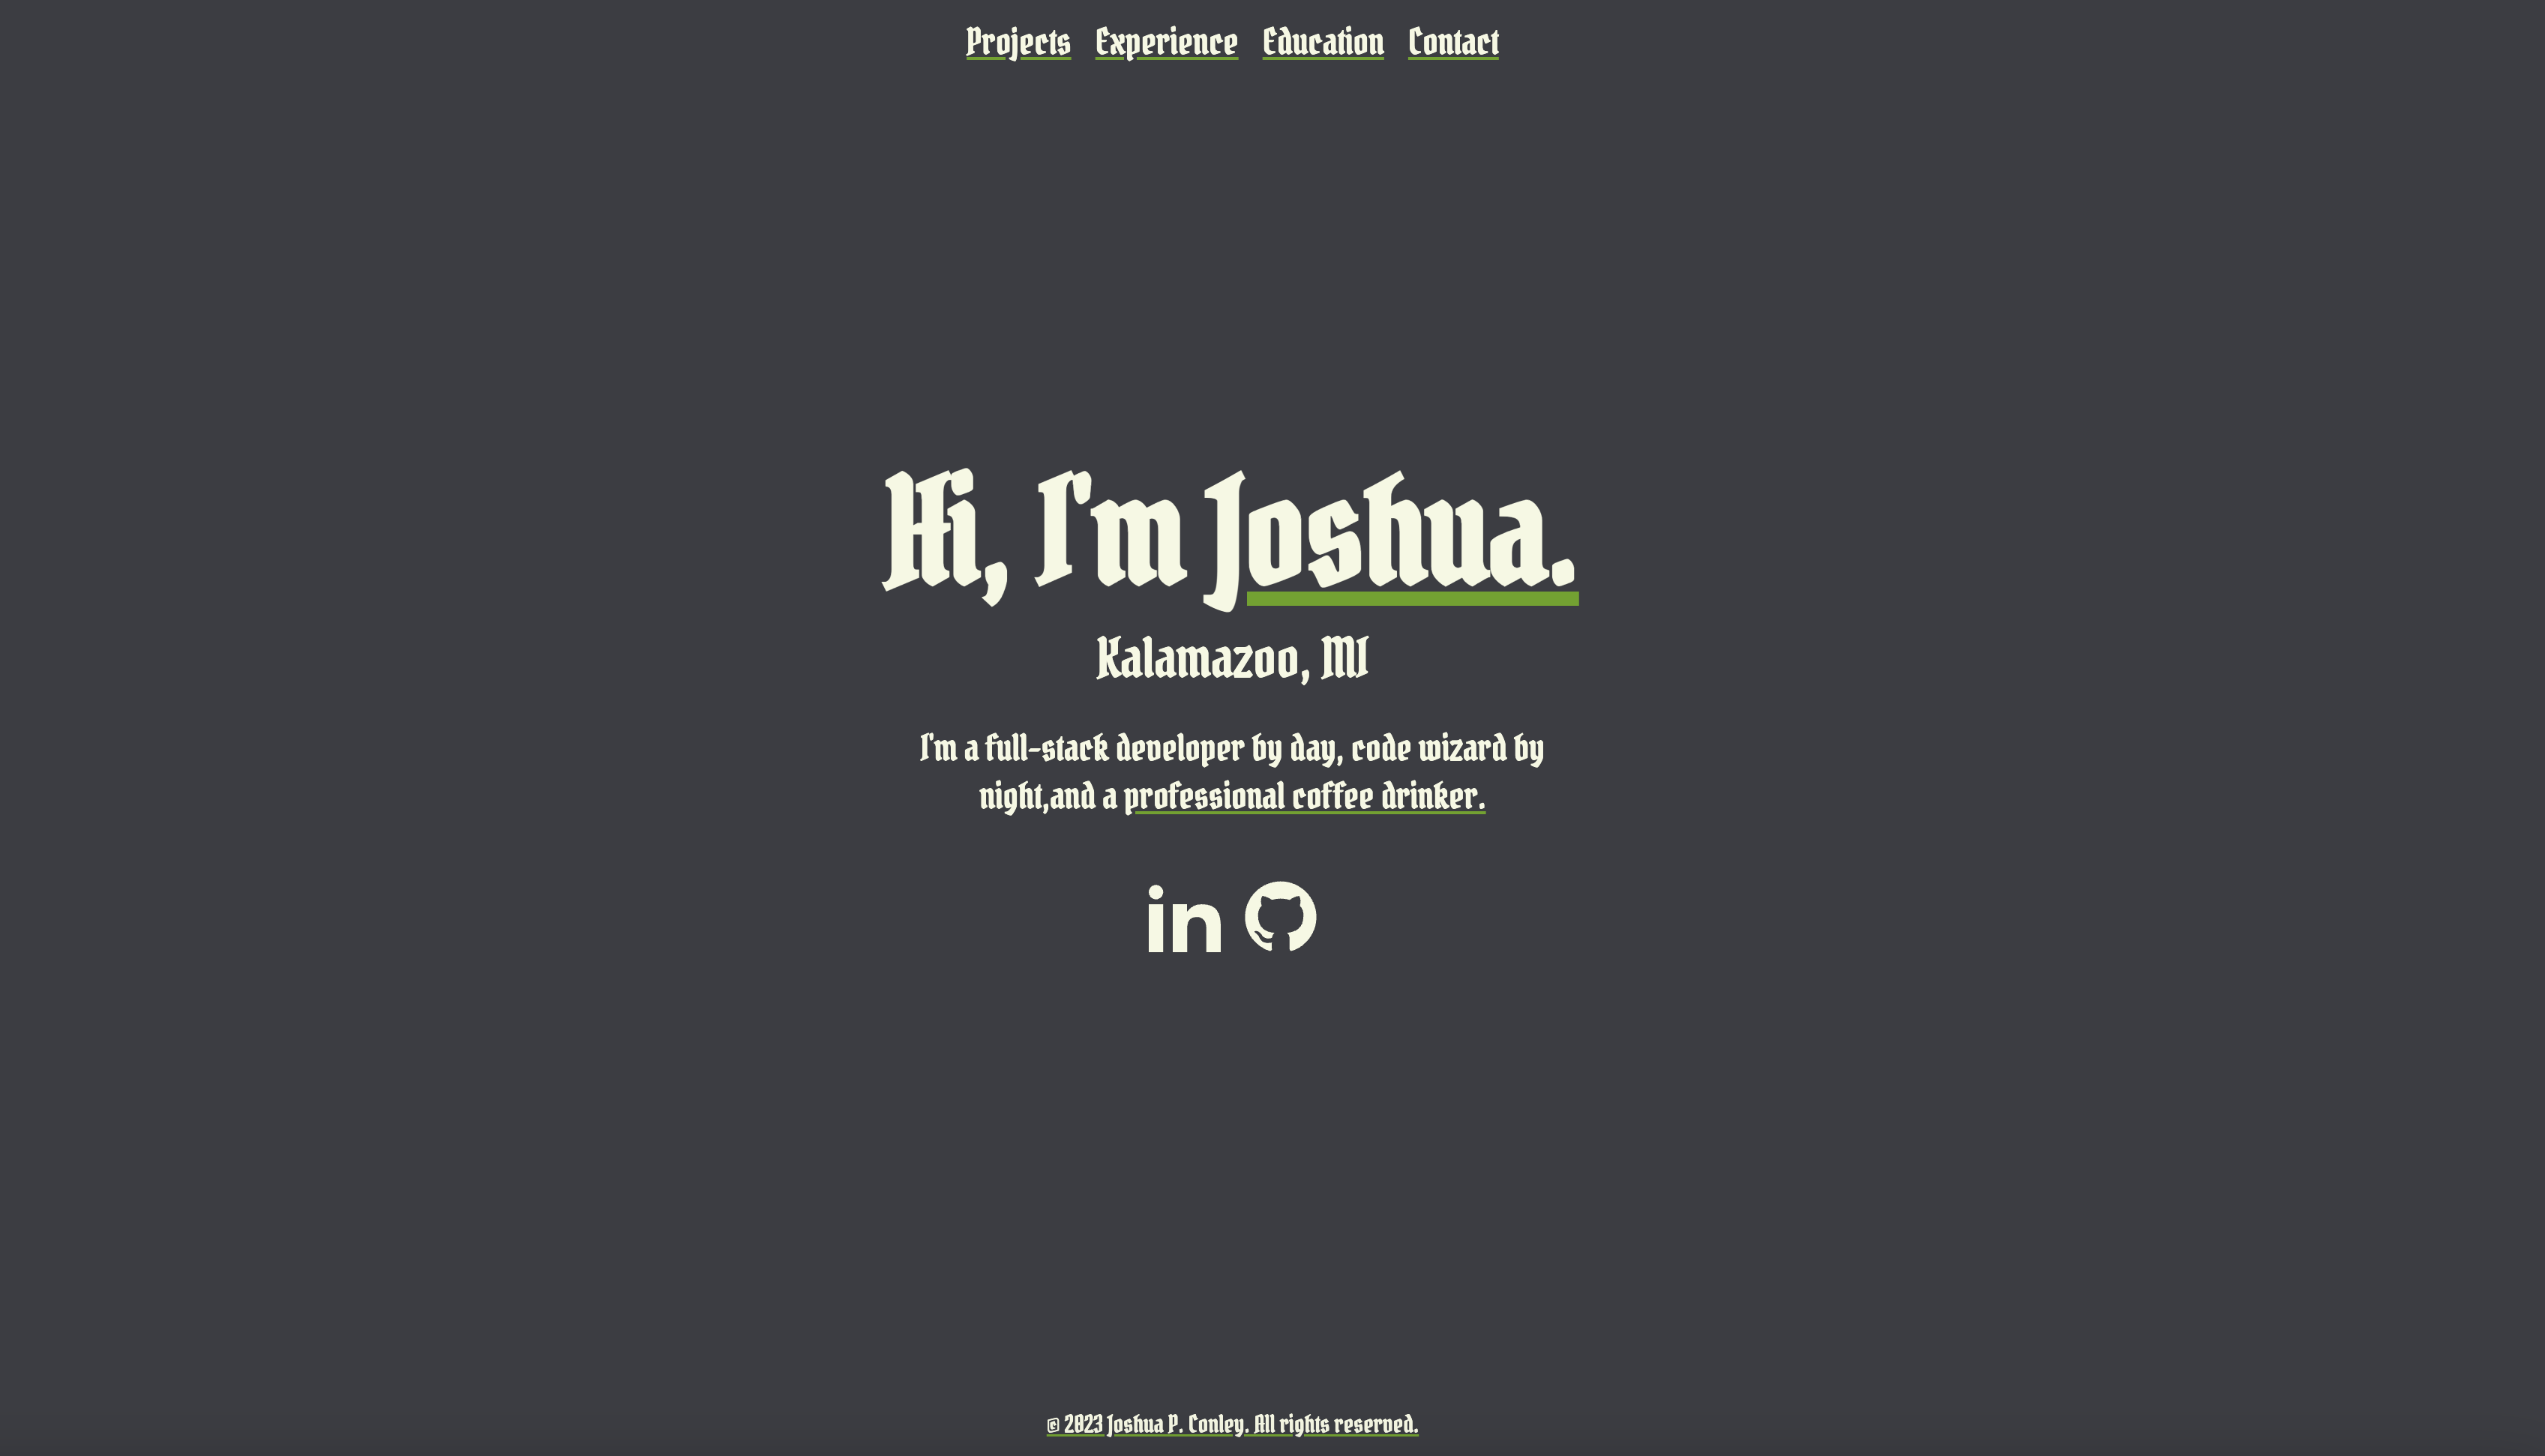 Projects Experience Education Contact
Hi, I'm Joshua.
Kalamazoo, MI
I'm a full-stack developer by day, code wizard by
night,and a professional coffee drinker.
in
© 2023 Joshua P. Conley. All rights reserved.